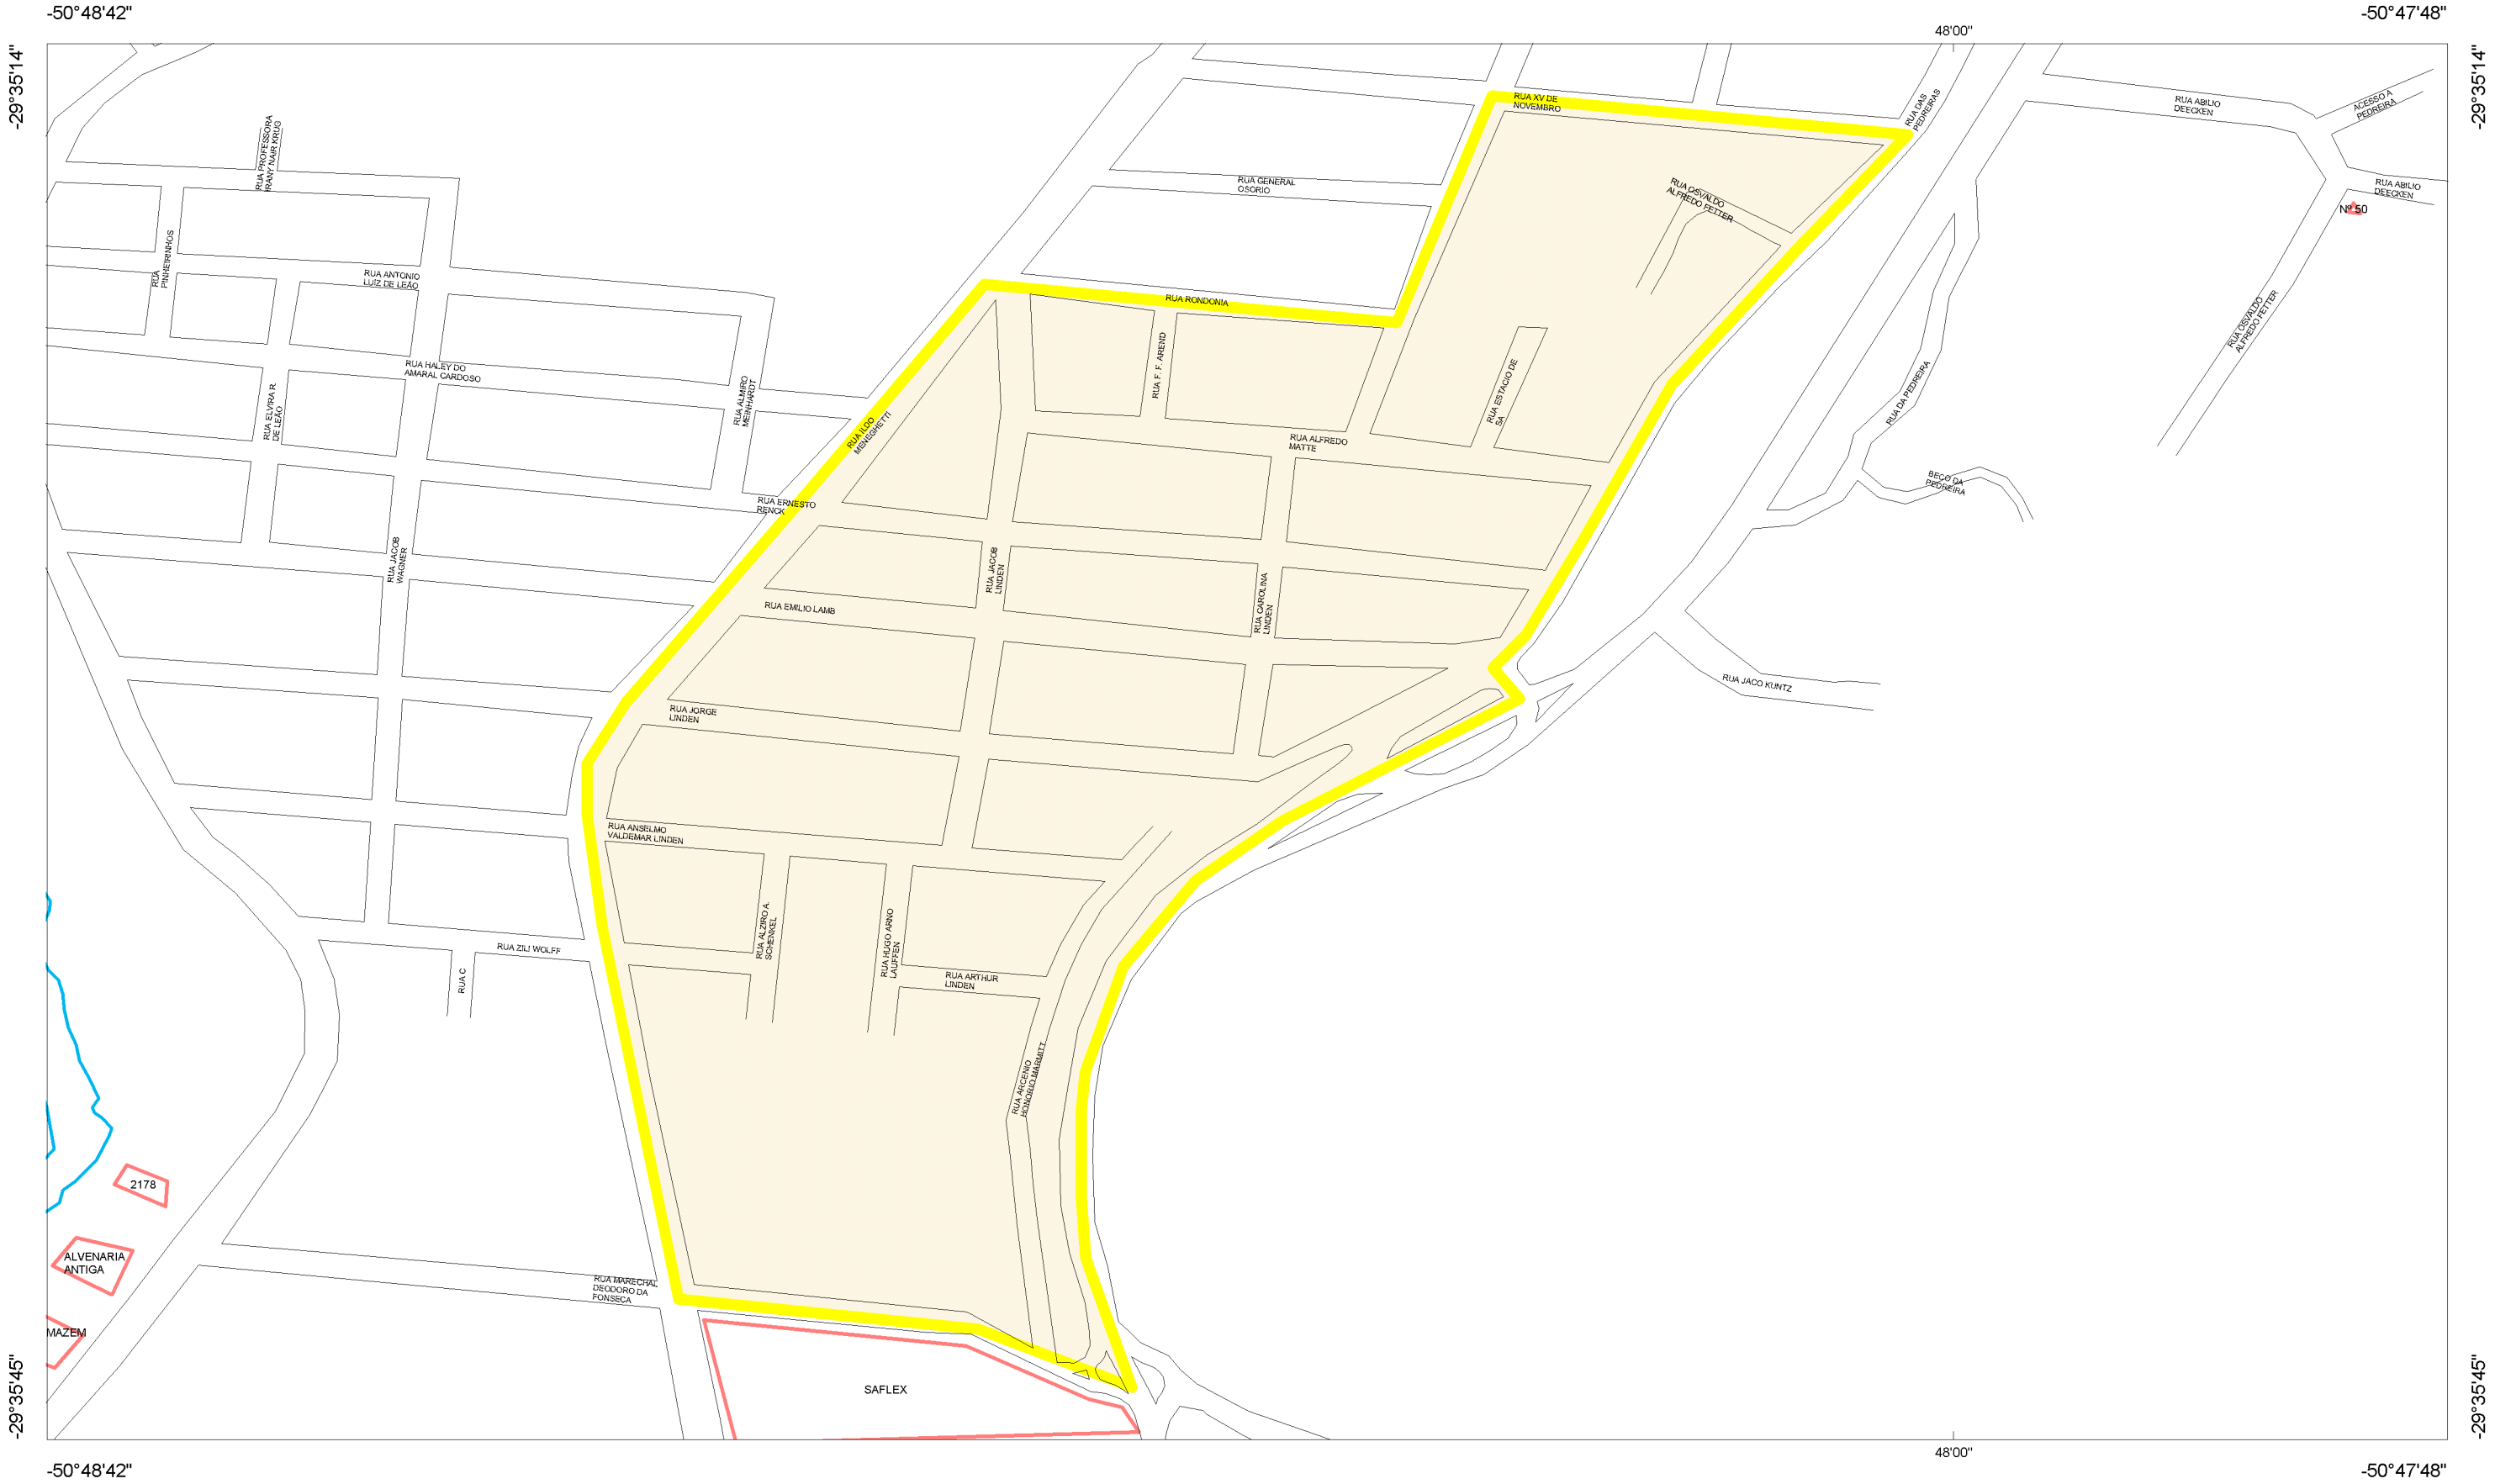 -50°48'42"
-50°47'48"
48'00"
-29°35'14"
-29°35'14"
RUA XV DE
NOVEMBRO
RUA DAS
PEDREIRAS
RUA ABILIO
DEECKEN
ACESSO A
PEDREIRA
RUA PROFESSORA
IRANY NAIR KRUG
RUA GENERAL
OSORIO
RUA OSVALDO
ALFREDO FETTER
RUA ABILIO
DEECKEN
Nº 50
RUA
PINHEIRINHOS
RUA ANTONIO
LUIZ DE LEÃO
RUA RONDONIA
RUA OSVALDO
ALFREDO FETTER
RUA HALEY DO
AMARAL CARDOSO
RUA F. F. AREND
RUA ESTACIO DE
SA
RUA DA PEDREIRA
RUA ELVIRA R.
DE LEÃO
RUA ALMIRO
MEINHARDT
RUA ILDO
MENEGHETTI
RUA ALFREDO
MATTE
BECO DA
PEDREIRA
RUA ERNESTO
RENCK
RUA JACOB
WAGNER
RUA JACOB
LINDEN
RUA CAROLINA
LINDEN
RUA EMILIO LAMB
RUA JACO KUNTZ
RUA JORGE
LINDEN
RUA ANSELMO
VALDEMAR LINDEN
RUA ALZIRO A.
SCHENKEL
RUA HUGO ARNO
LAUFFEN
RUA ZILI WOLFF
RUA C
RUA ARTHUR
LINDEN
RUA ARCENIO
HONORIO MARMITT
2178
ALVENARIA
ANTIGA
RUA MARECHAL
DEODORO DA
FONSECA
MAZEM
SAFLEX
-29°35'45"
-29°35'45"
48'00"
-50°48'42"
-50°47'48"